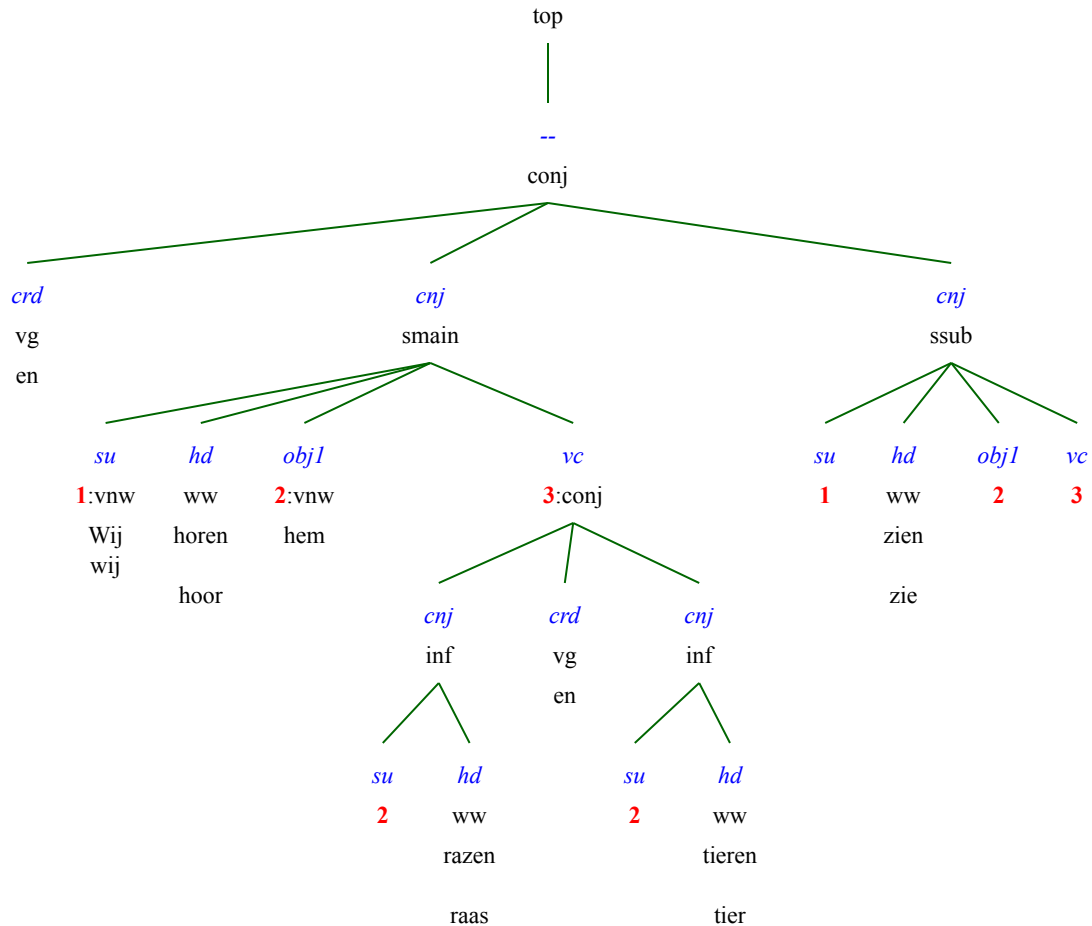 top
--
conj
crd cnj cnj
vg smain ssub
en
su hd obj1 vc su hd obj1 vc
1:vnw ww 2:vnw 3:conj 1 ww 2 3
Wij horen hem zien
wij
hoor zie
cnj crd cnj
inf vg inf
en
su hd su hd
2 ww 2 ww
razen tieren
raas tier